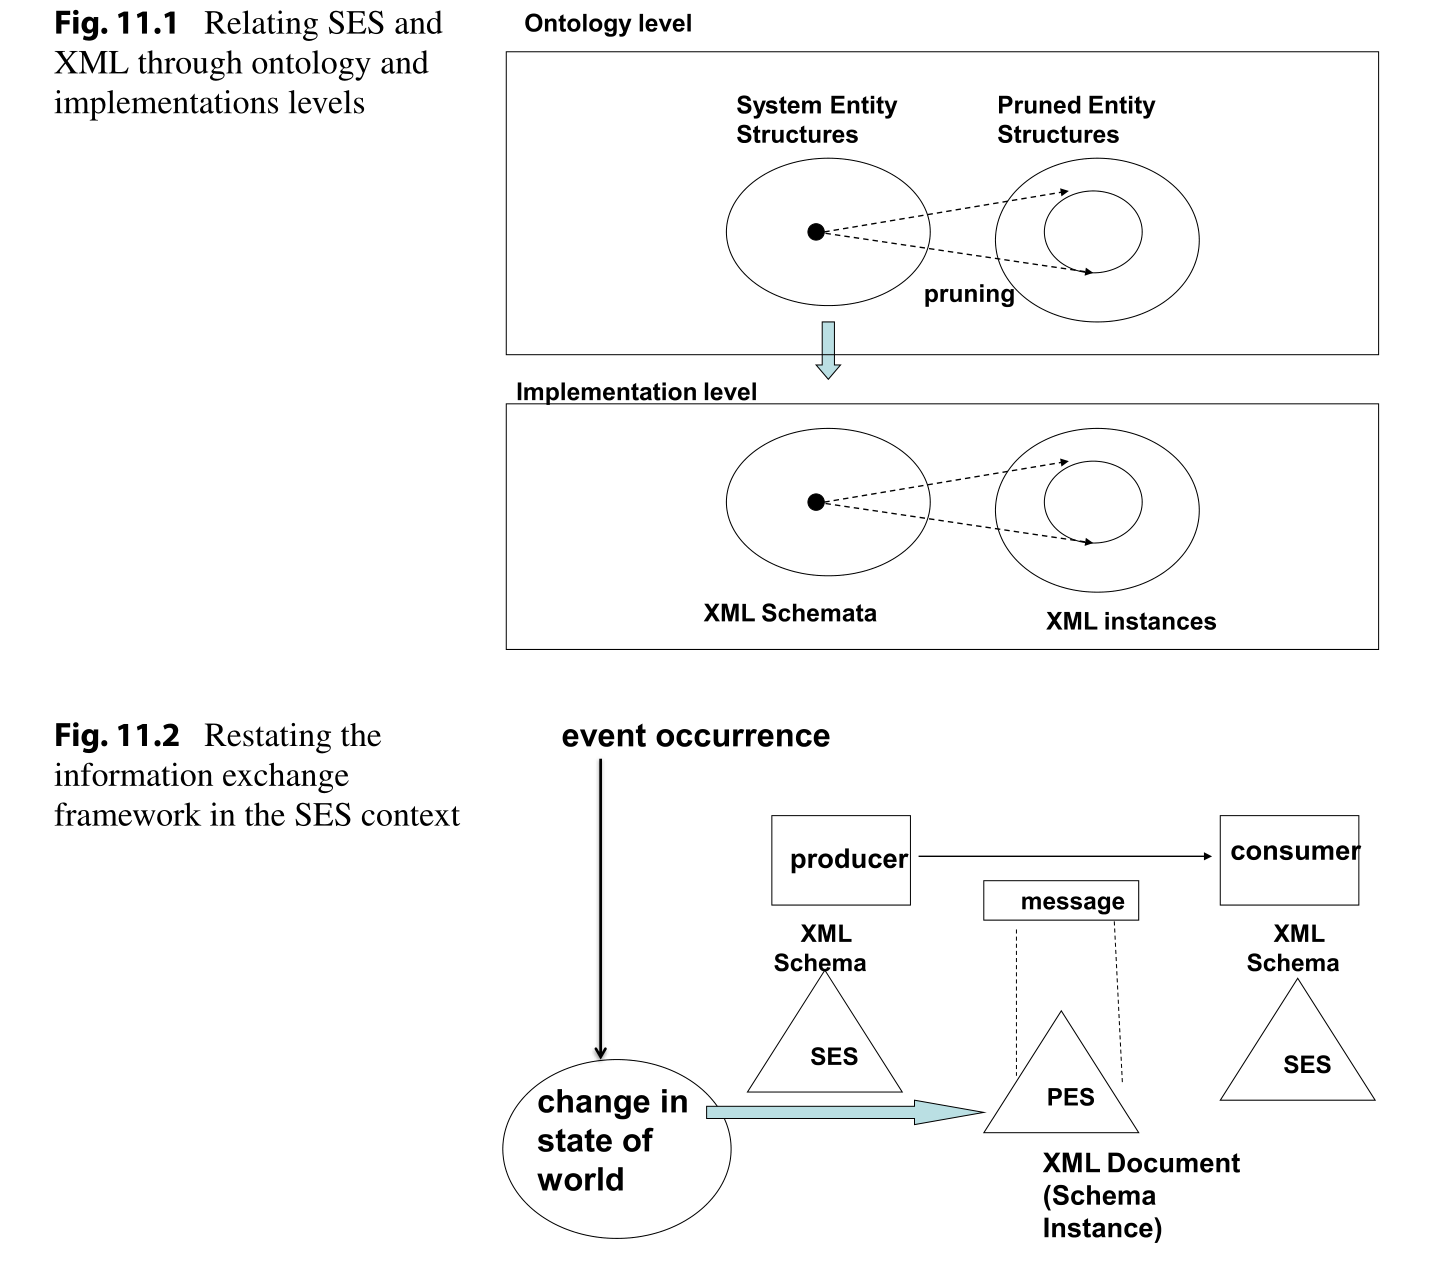 Fig. 11.1 Relating SES and
XML through ontology and
implementations levels
Ontology level
System Entity
Structures
Pruned Entity
Structures
pruning
Implementation level
XML Schemata
XML instances
Fig. 11.2 Restating the
information exchange
framework in the SES context
event occurrence
producer
consumer
message
XML
Schema
XML
Schema
SES
SES
PES
change in
state of
world
XML Document
(Schema
Instance)